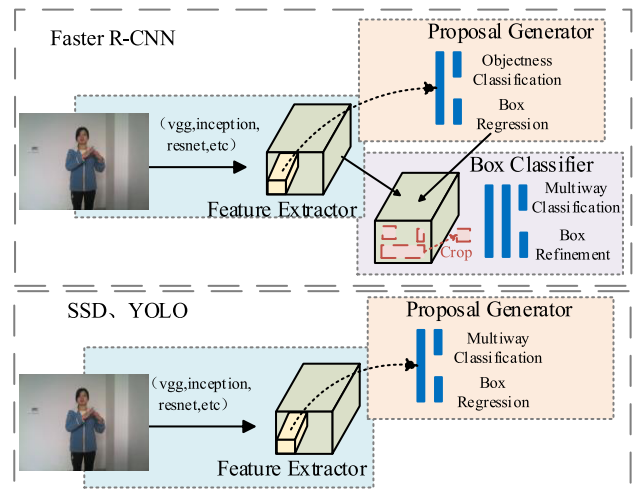 Faster R-CNN
Proposal Generator
Objectness
Classification
Box
Regression
（vgg,inception,
resnet,etc）
Feature Extractor
Box Classifier
Multiway
Classification
Box
Refinement
Crop
SSD、YOLO
Proposal Generator
Multiway
Classification
Box
Regression
（vgg,inception,
resnet,etc）
Feature Extractor